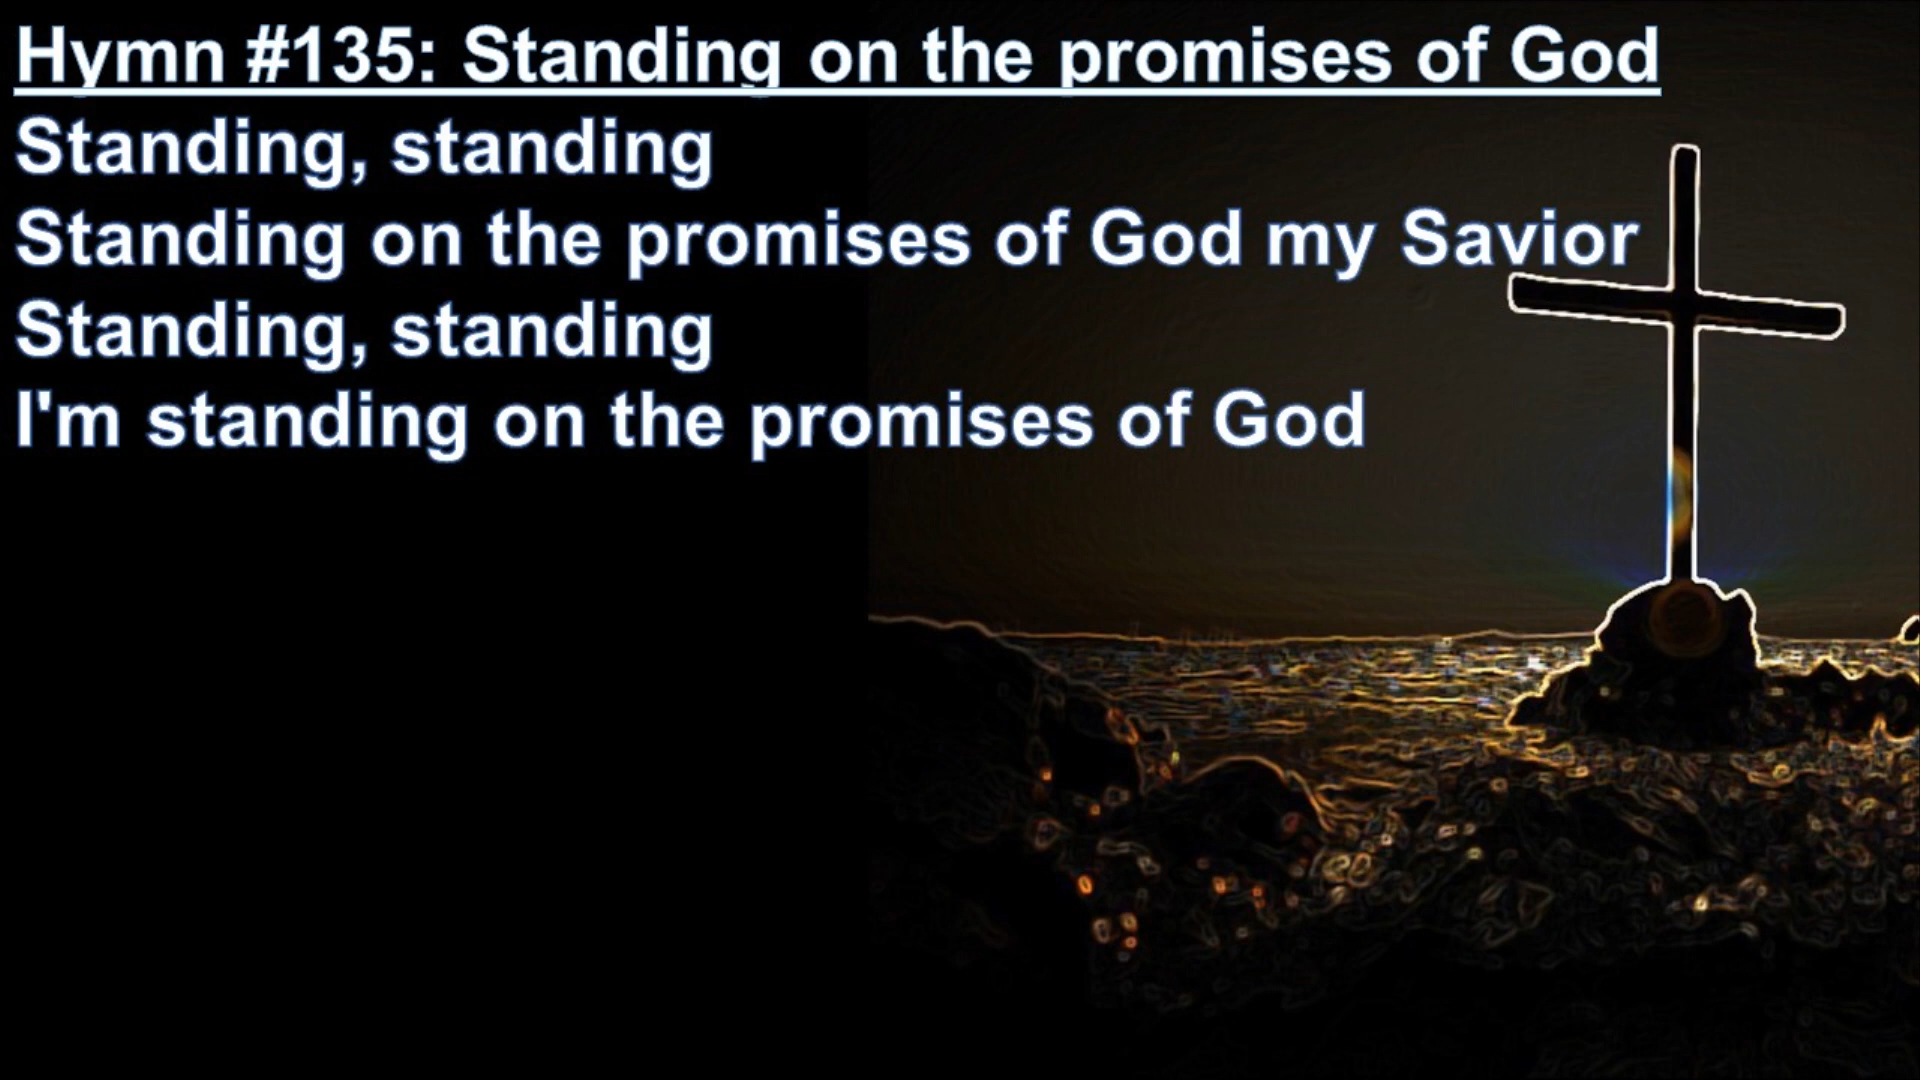 Hymn #135: Standing on the promises of God
Standing, standing
Standing on the promises of God my Savior
Standing, standing
I'm standing on the promises of God